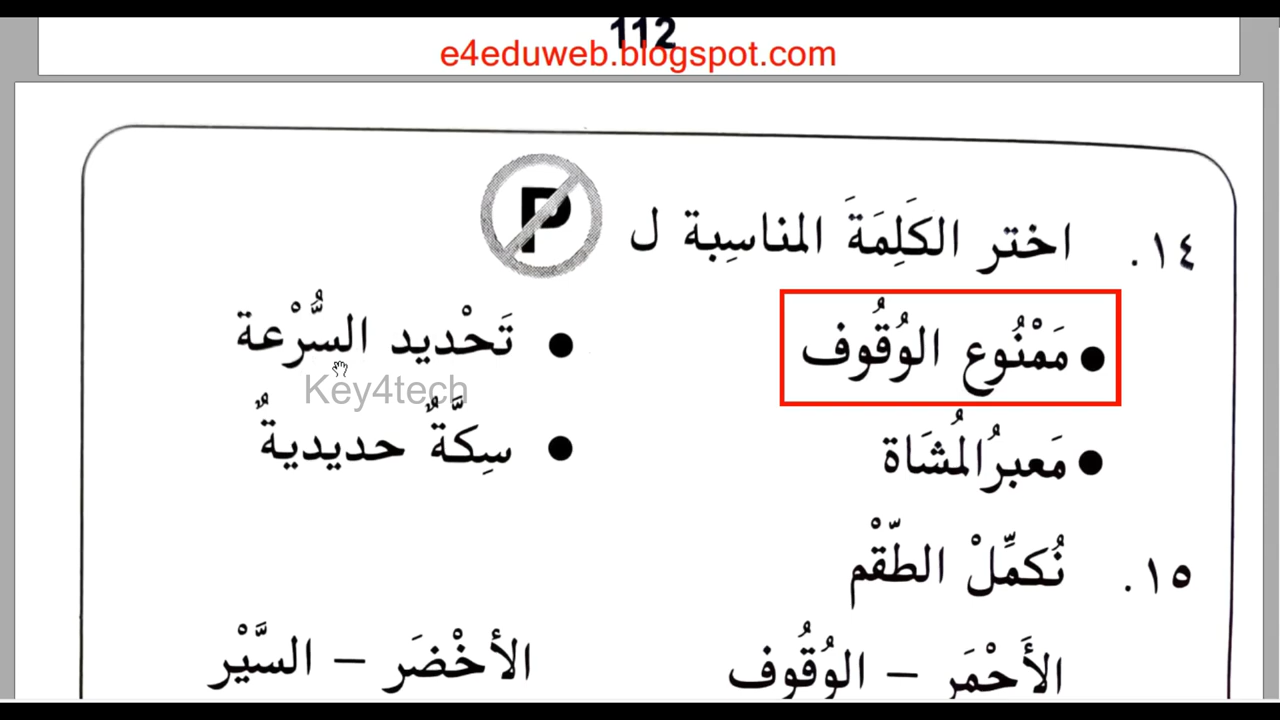 112
e4eduweb.blogspot.com
١٤. اختر الكَلِمَةَ المناسِبة ل P
● مَمْنُوع الوُقُوف ● تَحْديد السُّرْعة
Key4tech
● مَعبرُالمُشَاة ● سِكَّةٌ حديديةٌ
١٥. نُكمِّلْ الطّقْم
الأَحْمَر – الوُقُوف الأخْضَر – السَّيْر